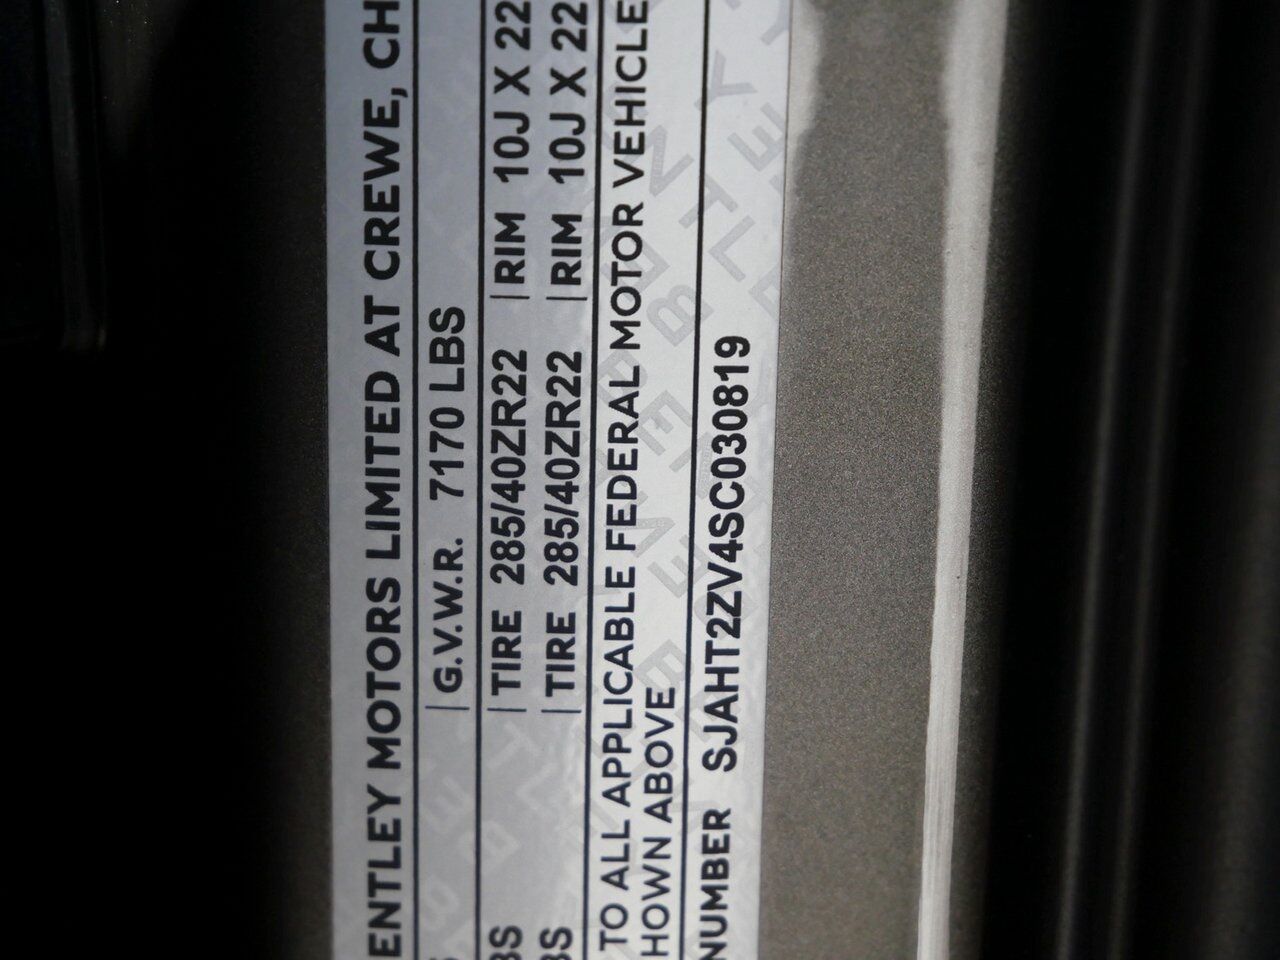 ENTLEY MOTORS LIMITED AT CREWE, CH
G.V.W.R. 7170 LBS
BS | TIRE 285/40ZR22 | RIM 10J X 22
BS | TIRE 285/40ZR22 | RIM 10J X 22
TO ALL APPLICABLE FEDERAL MOTOR VEHICLE
HOWN ABOVE
NUMBER SJAHT2ZV4SC030819